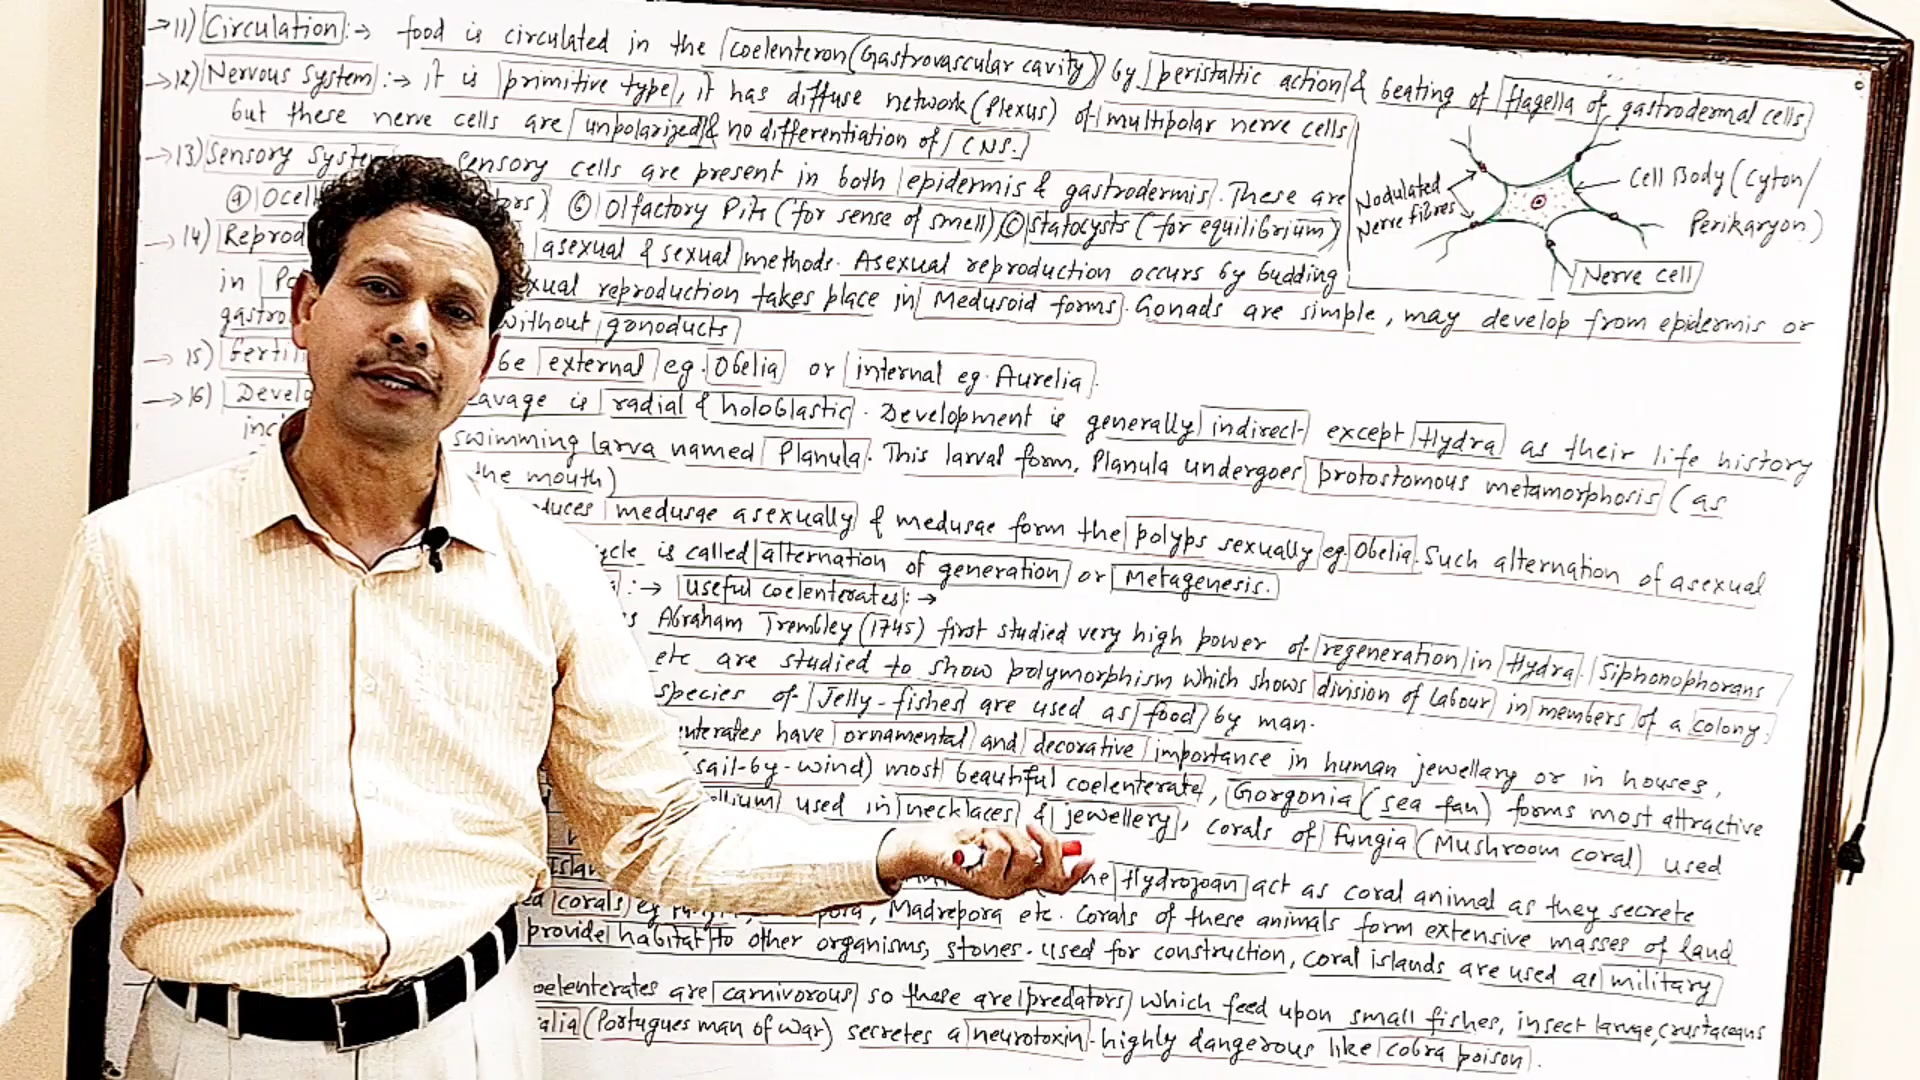 →11) Circulation :→ food is circulated in the coelenteron (Gastrovascular cavity) by peristaltic action & beating of flagella of gastrodermal cells
→12) Nervous System :→ it is primitive type, it has diffuse network (Plexus) of multipolar nerve cells
but these nerve cells are unpolarized & no differentiation of CNS.
→13) Sensory System sensory cells are present in both epidermis & gastrodermis. These are
(a) (b) Olfactory Pits (for sense of smell), (c) Statocysts (for equilibrium)
→14) asexual & sexual methods. Asexual reproduction occurs by budding
in reproduction takes place in Medusoid forms. Gonads are simple, may develop from epidermis or
without gonoducts
→15) be external eg. Obelia or internal eg. Aurelia.
→16) is radial & holoblastic. Development is generally indirect except Hydra as their life history
swimming larva named Planula. This larval form, Planula undergoes protostomous metamorphosis (as
the mouth)
medusae asexually & medusae form the polyps sexually eg. Obelia. Such alternation of asexual
is called alternation of generation or Metagenesis.
:→ Useful coelenterates :→
Abraham Trembley (1745) first studied very high power of regeneration in Hydra. Siphonophorans
etc are studied to show polymorphism which shows division of labour in members of a colony.
species of Jelly-fishes are used as food by man.
have ornamental and decorative importance in human jewellary or in houses,
(sail-by-wind) most beautiful coelenterate, Gorgonia (sea fan) forms most attractive
used in necklaces & jewellery, corals of fungia (Mushroom coral) used
Hydrozoan act as coral animal as they secrete
corals eg , Madrepora etc. Corals of these animals form extensive masses of land
provide habitat to other organisms, stones. used for construction, coral islands are used as military
are carnivorous so these are predators which feed upon small fishes, insect larvae, crustaceans
(Portugues man of war) secretes a neurotoxin highly dangerous like cobra poison.
Nodulated
Nerve fibres
Cell Body (Cyton/
Perikaryon)
Nerve cell